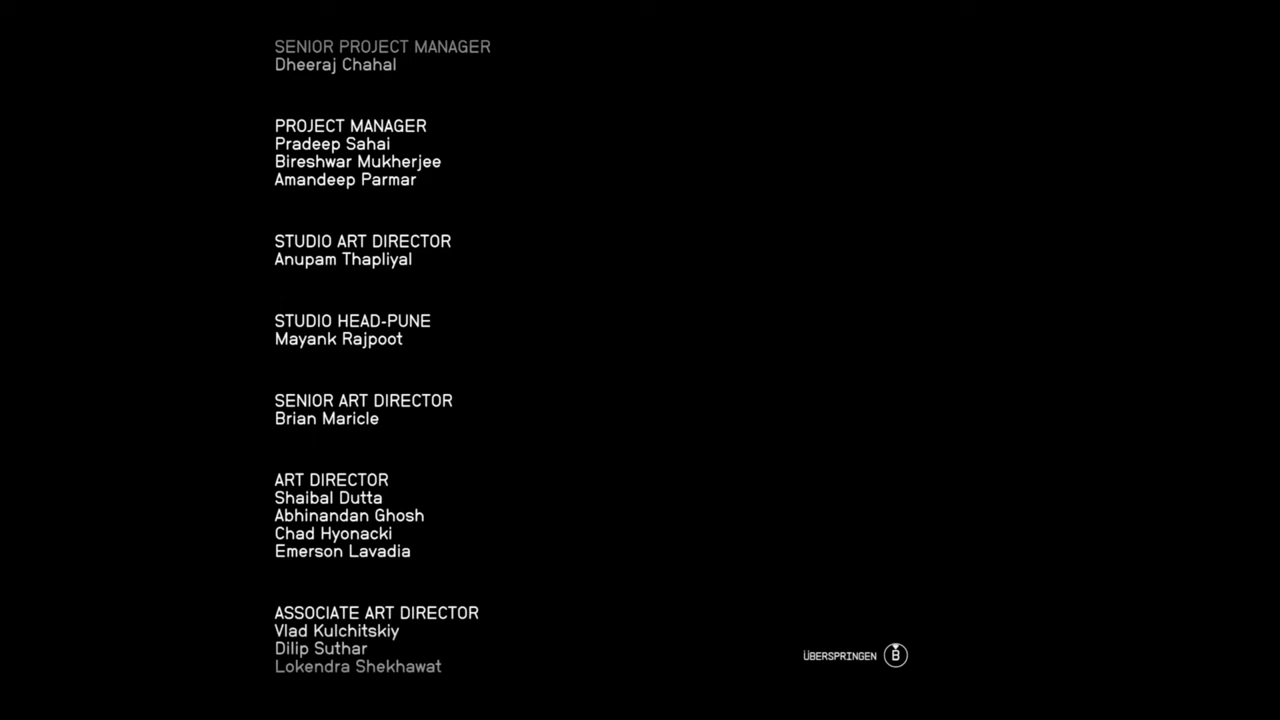 SENIOR PROJECT MANAGER
Dheeraj Chahal
PROJECT MANAGER
Pradeep Sahai
Bireshwar Mukherjee
Amandeep Parmar
STUDIO ART DIRECTOR
Anupam Thapliyal
STUDIO HEAD-PUNE
Mayank Rajpoot
SENIOR ART DIRECTOR
Brian Maricle
ART DIRECTOR
Shaibal Dutta
Abhinandan Ghosh
Chad Hyonacki
Emerson Lavadia
ASSOCIATE ART DIRECTOR
Vlad Kulchitskiy
Dilip Suthar
Lokendra Shekhawat
ÜBERSPRINGEN B